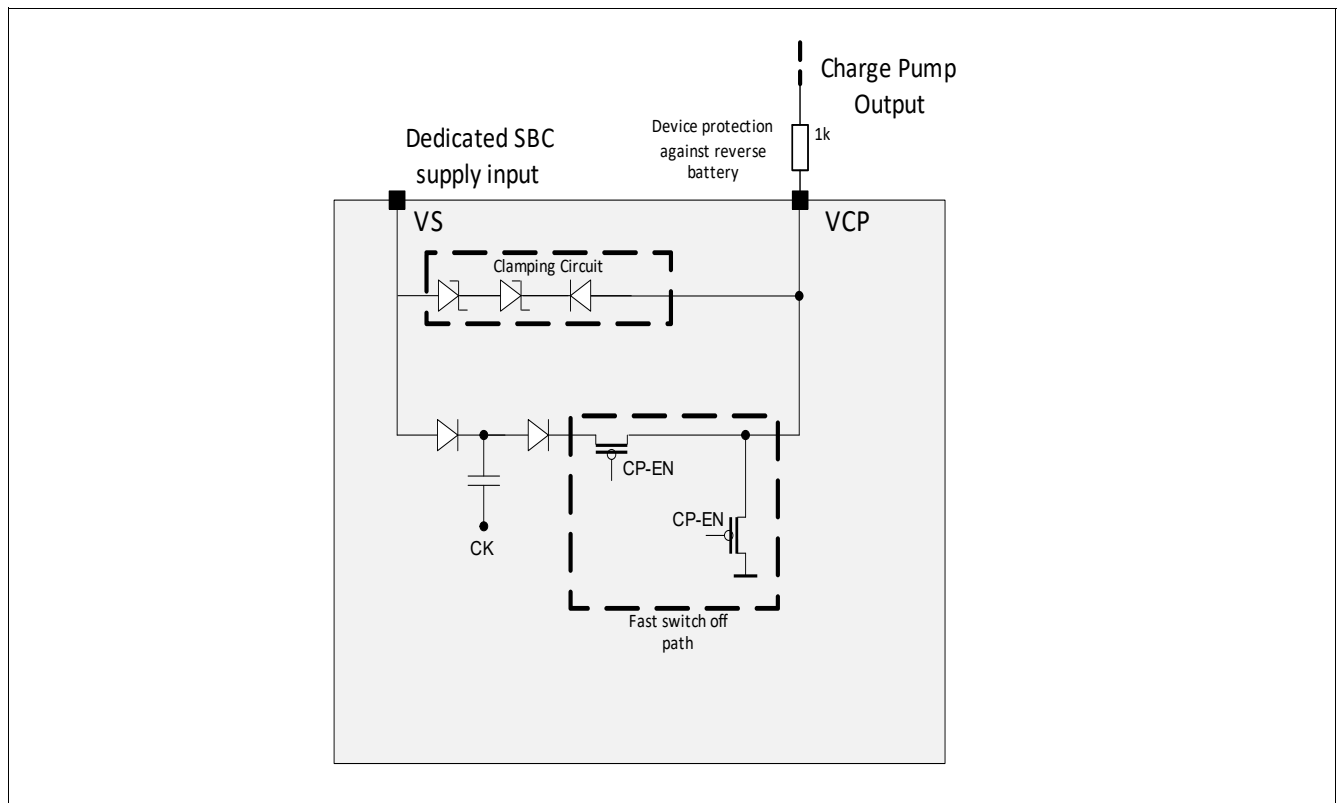 Charge Pump
Output
Device protection
against reverse
battery
1k
Dedicated SBC
supply input
VS
VCP
Clamping Circuit
CP-EN
CP-EN
CK
Fast switch off
path